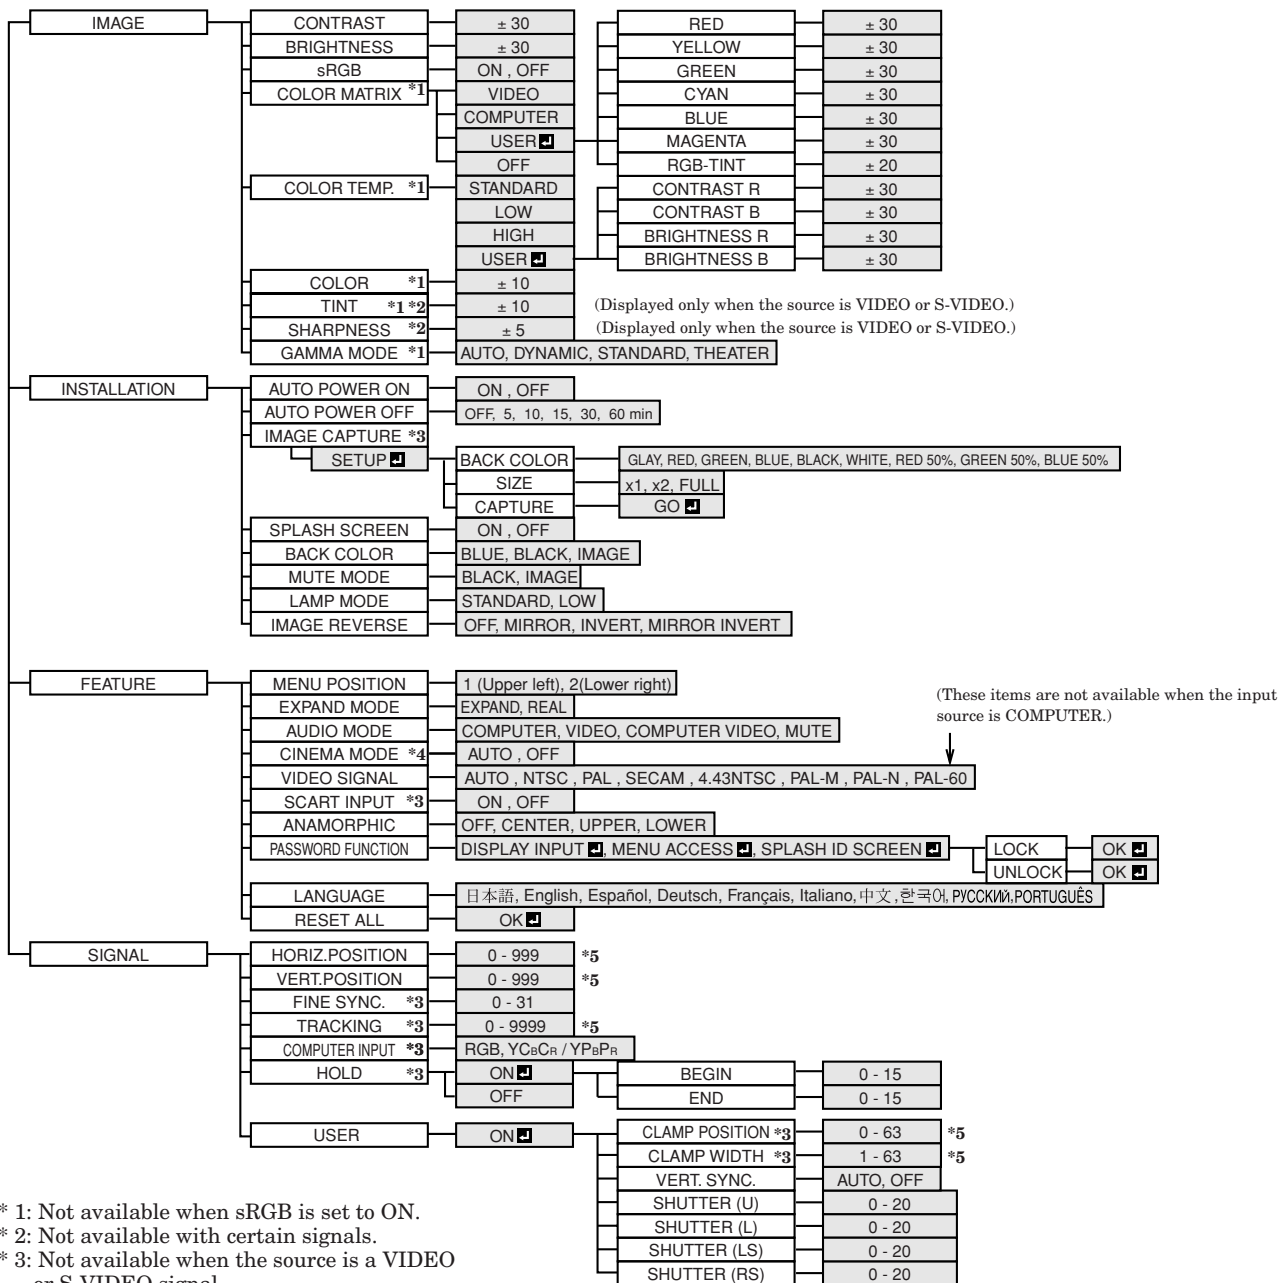 IMAGE CONTRAST ± 30 RED ± 30
BRIGHTNESS ± 30 YELLOW ± 30
sRGB ON , OFF GREEN ± 30
COLOR MATRIX *1 VIDEO CYAN ± 30
COMPUTER BLUE ± 30
USER MAGENTA ± 30
OFF RGB-TINT ± 20
COLOR TEMP. *1 STANDARD CONTRAST R ± 30
LOW CONTRAST B ± 30
HIGH BRIGHTNESS R ± 30
USER BRIGHTNESS B ± 30
COLOR *1 ± 10
TINT *1 *2 ± 10 (Displayed only when the source is VIDEO or S-VIDEO.)
SHARPNESS *2 ± 5 (Displayed only when the source is VIDEO or S-VIDEO.)
GAMMA MODE *1 AUTO, DYNAMIC, STANDARD, THEATER
INSTALLATION AUTO POWER ON ON , OFF
AUTO POWER OFF OFF, 5, 10, 15, 30, 60 min
IMAGE CAPTURE *3
SETUP BACK COLOR GLAY, RED, GREEN, BLUE, BLACK, WHITE, RED 50%, GREEN 50%, BLUE 50%
SIZE x1, x2, FULL
CAPTURE GO
SPLASH SCREEN ON , OFF
BACK COLOR BLUE, BLACK, IMAGE
MUTE MODE BLACK, IMAGE
LAMP MODE STANDARD, LOW
IMAGE REVERSE OFF, MIRROR, INVERT, MIRROR INVERT
FEATURE MENU POSITION 1 (Upper left), 2(Lower right)
(These items are not available when the input
source is COMPUTER.)
EXPAND MODE EXPAND, REAL
AUDIO MODE COMPUTER, VIDEO, COMPUTER VIDEO, MUTE
CINEMA MODE *4 AUTO , OFF
VIDEO SIGNAL AUTO , NTSC , PAL , SECAM , 4.43NTSC , PAL-M , PAL-N , PAL-60
SCART INPUT *3 ON , OFF
ANAMORPHIC OFF, CENTER, UPPER, LOWER
PASSWORD FUNCTION DISPLAY INPUT , MENU ACCESS , SPLASH ID SCREEN LOCK OK
UNLOCK OK
LANGUAGE 日本語, English, Español, Deutsch, Français, Italiano, 中文 , 한국어, РУССКИЙ, PORTUGUÊS
RESET ALL OK
SIGNAL HORIZ.POSITION 0 - 999 *5
VERT.POSITION 0 - 999 *5
FINE SYNC. *3 0 - 31
TRACKING *3 0 - 9999 *5
COMPUTER INPUT *3 RGB, YCBCR / YPBPR
HOLD *3 ON BEGIN 0 - 15
OFF END 0 - 15
USER ON CLAMP POSITION *3 0 - 63 *5
CLAMP WIDTH *3 1 - 63 *5
VERT. SYNC. AUTO, OFF
SHUTTER (U) 0 - 20
SHUTTER (L) 0 - 20
SHUTTER (LS) 0 - 20
SHUTTER (RS) 0 - 20
* 1: Not available when sRGB is set to ON.
* 2: Not available with certain signals.
* 3: Not available when the source is a VIDEO
or S-VIDEO signal